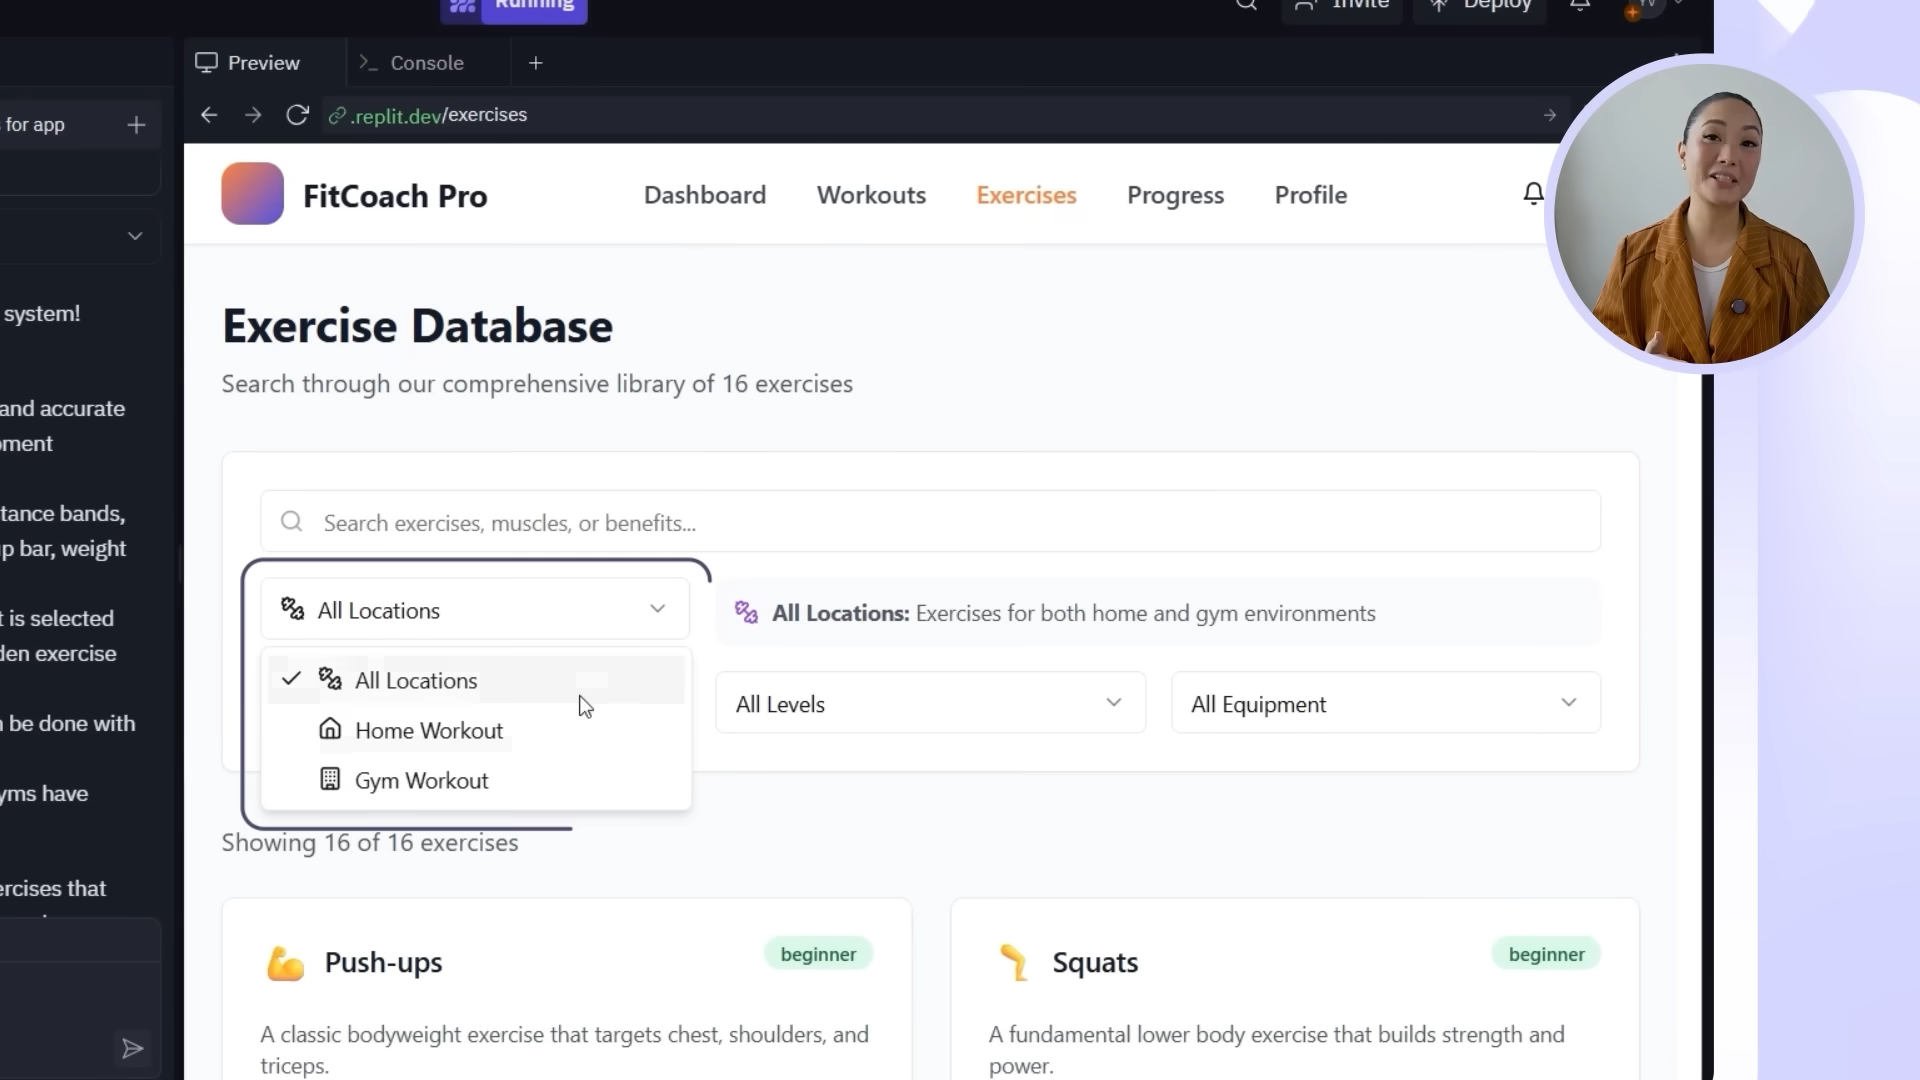 Running
Invite
Deploy
Preview
Console
for app
.replit.dev/exercises
FitCoach Pro
Dashboard
Workouts
Exercises
Progress
Profile
system!
Exercise Database
Search through our comprehensive library of 16 exercises
and accurate
tance bands,
bar, weight
t is selected
den exercise
n be done with
yms have
ercises that
Search exercises, muscles, or benefits...
All Locations
All Locations: Exercises for both home and gym environments
All Locations
Home Workout
Gym Workout
All Levels
All Equipment
Showing 16 of 16 exercises
Push-ups
beginner
A classic bodyweight exercise that targets chest, shoulders, and
triceps.
Squats
beginner
A fundamental lower body exercise that builds strength and
power.